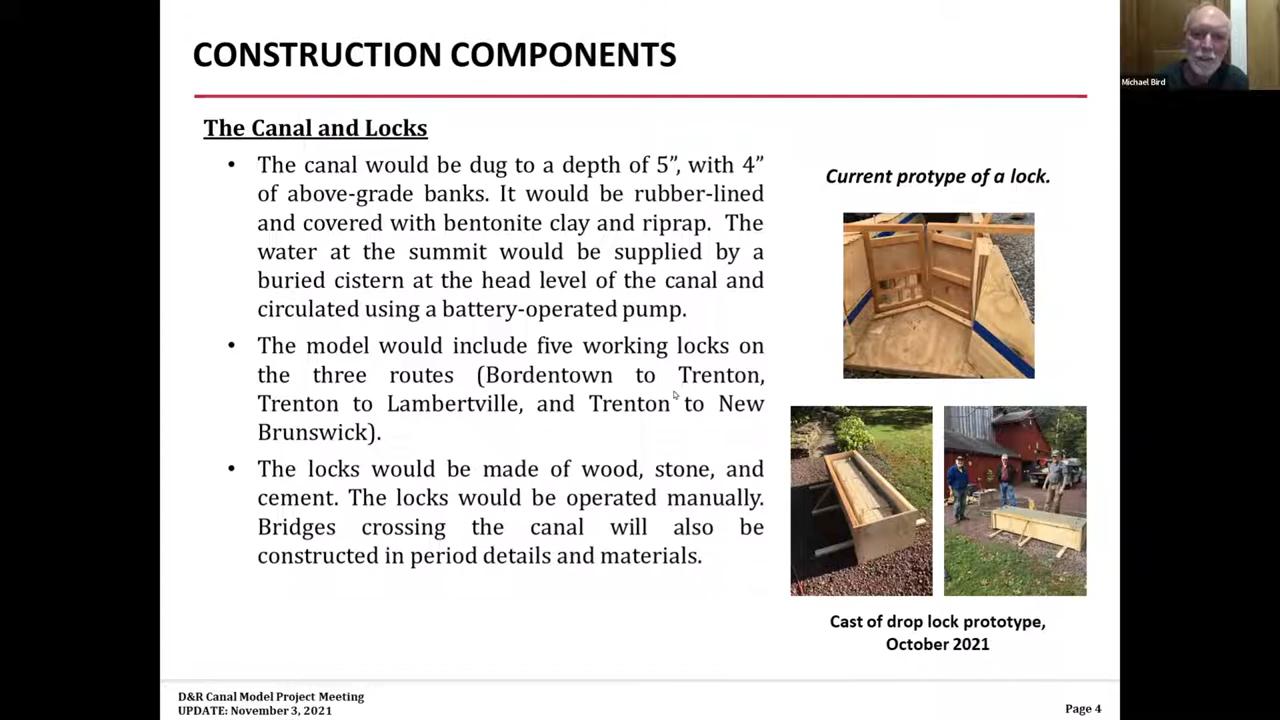 CONSTRUCTION COMPONENTS
Michael Bird
The Canal and Locks
• The canal would be dug to a depth of 5”, with 4”
of above-grade banks. It would be rubber-lined
and covered with bentonite clay and riprap. The
water at the summit would be supplied by a
buried cistern at the head level of the canal and
circulated using a battery-operated pump.
• The model would include five working locks on
the three routes (Bordentown to Trenton,
Trenton to Lambertville, and Trenton to New
Brunswick).
• The locks would be made of wood, stone, and
cement. The locks would be operated manually.
Bridges crossing the canal will also be
constructed in period details and materials.
Current protype of a lock.
Cast of drop lock prototype,
October 2021
D&R Canal Model Project Meeting
UPDATE: November 3, 2021
Page 4